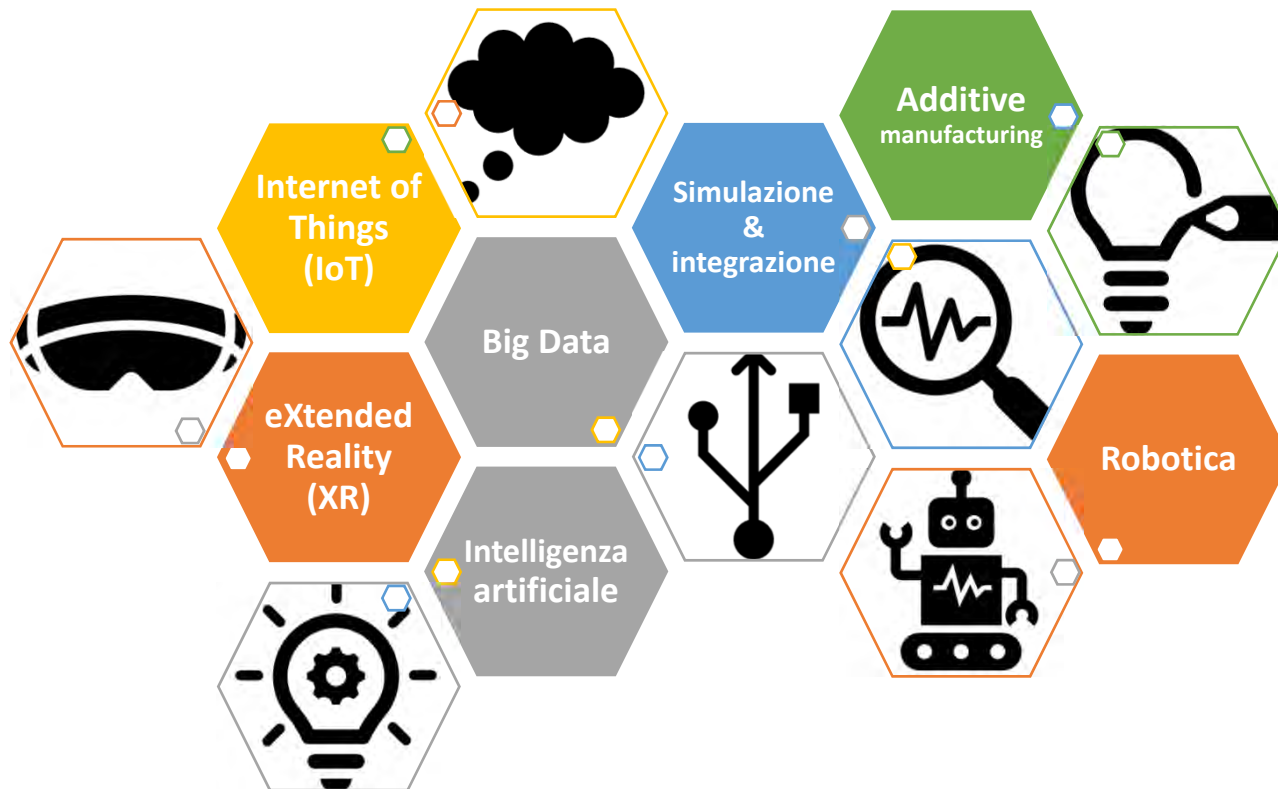 Additive
manufacturing
Internet of
Things
(IoT)
Simulazione
&
integrazione
Big Data
eXtended
Reality
(XR)
Robotica
Intelligenza
artificiale